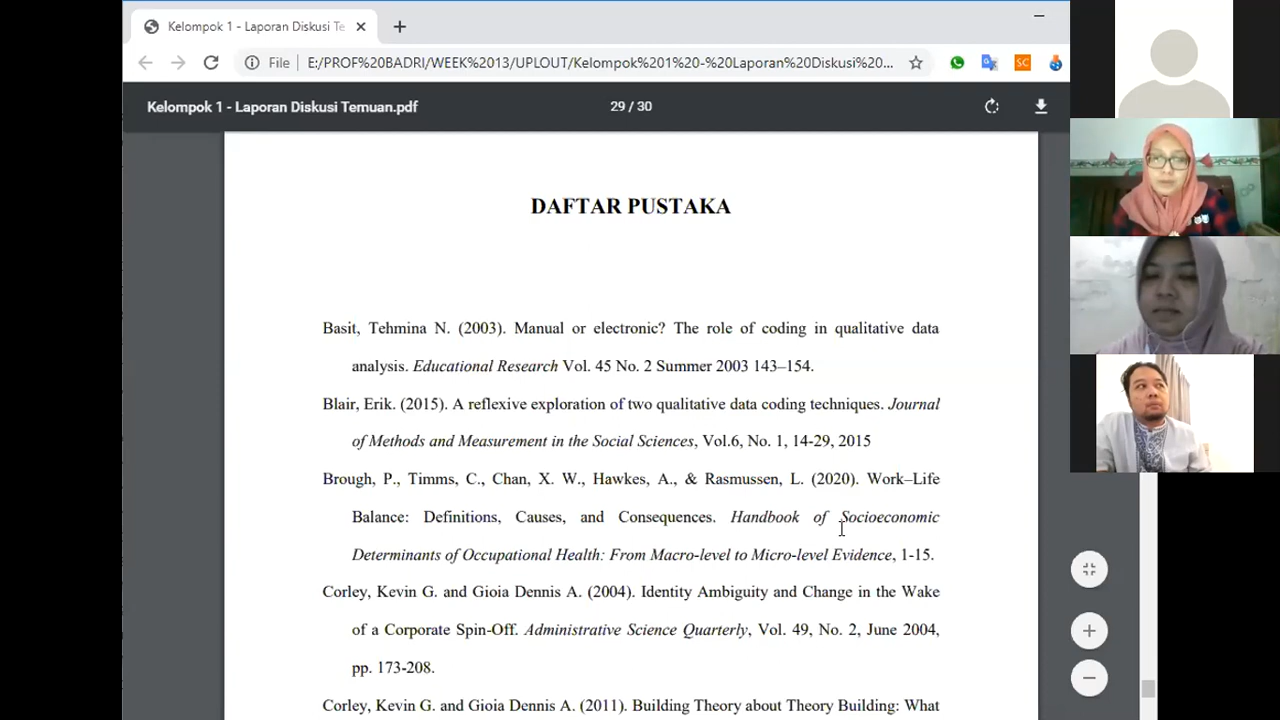 Kelompok 1 - Laporan Diskusi Te
File
E:/PROF%20BADRI/WEEK%2013/UPLOUT/Kelompok%201%20-%20Laporan%20Diskusi%20...
SC
Kelompok 1 - Laporan Diskusi Temuan.pdf
29 / 30
DAFTAR PUSTAKA
Basit, Tehmina N. (2003). Manual or electronic? The role of coding in qualitative data
analysis. Educational Research Vol. 45 No. 2 Summer 2003 143–154.
Blair, Erik. (2015). A reflexive exploration of two qualitative data coding techniques. Journal
of Methods and Measurement in the Social Sciences, Vol.6, No. 1, 14-29, 2015
Brough, P., Timms, C., Chan, X. W., Hawkes, A., & Rasmussen, L. (2020). Work–Life
Balance: Definitions, Causes, and Consequences. Handbook of Socioeconomic
Determinants of Occupational Health: From Macro-level to Micro-level Evidence, 1-15.
Corley, Kevin G. and Gioia Dennis A. (2004). Identity Ambiguity and Change in the Wake
of a Corporate Spin-Off. Administrative Science Quarterly, Vol. 49, No. 2, June 2004,
pp. 173-208.
Corley, Kevin G. and Gioia Dennis A. (2011). Building Theory about Theory Building: What